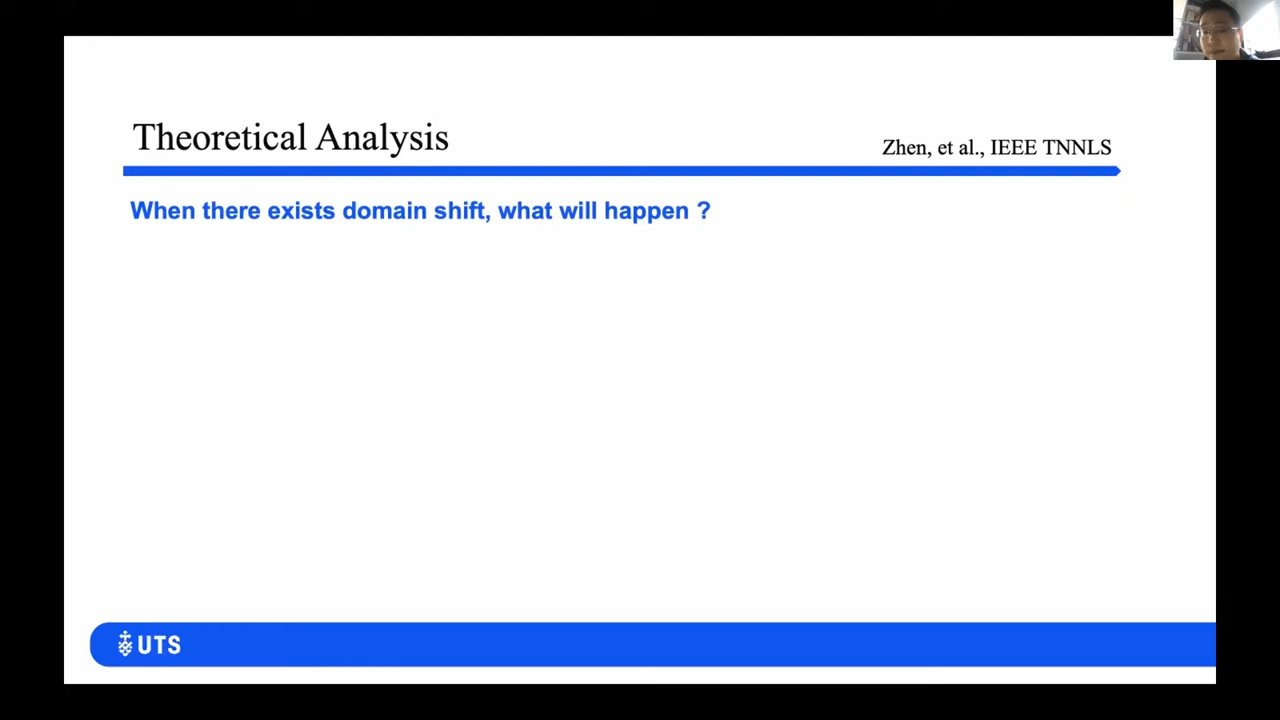 Theoretical Analysis
Zhen, et al., IEEE TNNLS
When there exists domain shift, what will happen ?
UTS